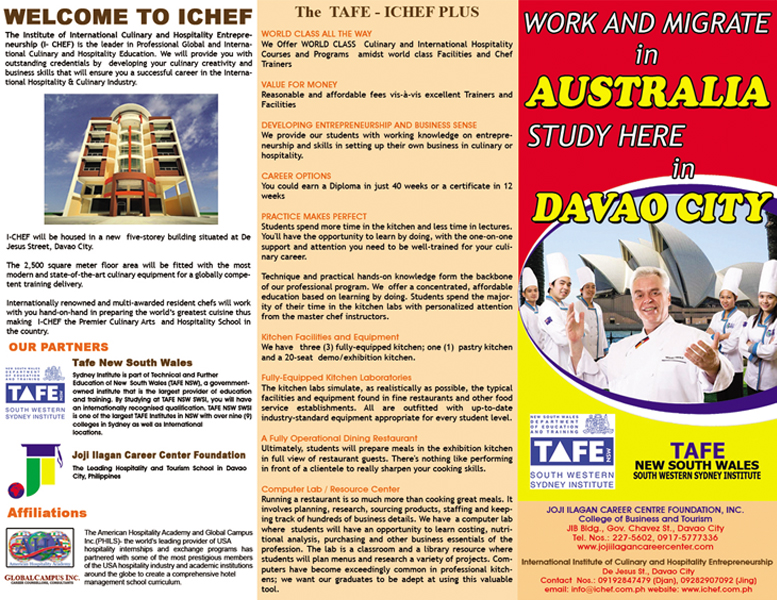 WELCOME TO ICHEF
The Institute of International Culinary and Hospitality Entrepre-
neurship (I- CHEF) is the leader in Professional Global and Interna-
tional Culinary and Hospitality Education. We will provide you with
outstanding credentials by developing your culinary creativity and
business skills that will ensure you a successful career in the Interna-
tional Hospitality & Culinary Industry.
I-CHEF will be housed in a new five-storey building situated at De
Jesus Street, Davao City.
The 2,500 square meter floor area will be fitted with the most
modern and state-of-the-art culinary equipment for a globally compe-
tent training delivery.
Internationally renowned and multi-awarded resident chefs will work
with you hand-on-hand in preparing the world's greatest cuisine thus
making I-CHEF the Premier Culinary Arts and Hospitality School in
the country.
OUR PARTNERS
NEW SOUTH WALES
DEPARTMENT
OF EDUCATION
AND TRAINING
TAFE NSW
SOUTH WESTERN
SYDNEY INSTITUTE
Tafe New South Wales
Sydney Institute is part of Technical and Further
Education of New South Wales (TAFE NSW), a government-
owned institute that is the largest provider of education
and training. By Studying at TAFE NSW SWSI, you will have
an internationally recognised qualification. TAFE NSW SWSI
is one of the largest TAFE Institutes in NSW with over nine (9)
colleges in Sydney as well as International
locations.
Joji Ilagan Career Center Foundation
The Leading Hospitality and Tourism School in Davao
City, Philippines
Affiliations
American Hospitality Academy
GLOBALCAMPUS INC.
CAREER COUNSELLING, CONSULTANTS
The American Hospitality Academy and Global Campus
Inc.(PHILS)- the world's leading provider of USA
hospitality internships and exchange programs has
partnered with some of the most prestigious members
of the USA hospitality industry and academic institutions
around the globe to create a comprehensive hotel
management school curriculum.
The TAFE - ICHEF PLUS
WORLD CLASS ALL THE WAY
We Offer WORLD CLASS Culinary and International Hospitality
Courses and Programs amidst world class Facilities and Chef
Trainers
VALUE FOR MONEY
Reasonable and affordable fees vis-à-vis excellent Trainers and
Facilities
DEVELOPING ENTREPRENEURSHIP AND BUSINESS SENSE
We provide our students with working knowledge on entrepre-
neurship and skills in setting up their own business in culinary or
hospitality.
CAREER OPTIONS
You could earn a Diploma in just 40 weeks or a certificate in 12
weeks
PRACTICE MAKES PERFECT
Students spend more time in the kitchen and less time in lectures.
You'll have the opportunity to learn by doing, with the one-on-one
support and attention you need to be well-trained for your culi-
nary career.
Technique and practical hands-on knowledge form the backbone
of our professional program. We offer a concentrated, affordable
education based on learning by doing. Students spend the major-
ity of their time in the kitchen labs with personalized attention
from the master chef instructors.
Kitchen Facilities and Equipment
We have three (3) fully-equipped kitchen; one (1) pastry kitchen
and a 20-seat demo/exhibition kitchen.
Fully-Equipped Kitchen Laboratories
The kitchen labs simulate, as realistically as possible, the typical
facilities and equipment found in fine restaurants and other food
service establishments. All are outfitted with up-to-date
industry-standard equipment appropriate for every student level.
A Fully Operational Dining Restaurant
Ultimately, students will prepare meals in the exhibition kitchen
in full view of restaurant guests. There's nothing like performing
in front of a clientele to really sharpen your cooking skills.
Computer Lab / Resource Center
Running a restaurant is so much more than cooking great meals. It
involves planning, research, sourcing products, staffing and keep-
ing track of hundreds of business details. We have a computer lab
where students will have an opportunity to learn costing, nutri-
tional analysis, purchasing and other business essentials of the
profession. The lab is a classroom and a library resource where
students will plan menus and research a variety of projects. Com-
puters have become exceedingly common in professional kitch-
ens; we want our graduates to be adept at using this valuable
tool.
WORK AND MIGRATE
in
AUSTRALIA
STUDY HERE
in
DAVAO CITY
NEW SOUTH WALES
DEPARTMENT
OF EDUCATION
AND TRAINING
TAFE NSW
SOUTH WESTERN
SYDNEY INSTITUTE
TAFE
NEW SOUTH WALES
SOUTH WESTERN SYDNEY INSTITUTE
JOJI ILAGAN CAREER CENTRE FOUNDATION, INC.
College of Business and Tourism
JIB Bldg., Gov. Chavez St., Davao City
Tel. Nos.: 227-5602, 0917-5777336
www.jojiilagancareercenter.com
International Institute of Culinary and Hospitality Entrepreneurship
De Jesus St., Davao City
Contact Nos.: 09192847479 (Djan), 09282907092 (Jing)
email: info@ichef.com.ph website: www.ichef.com.ph